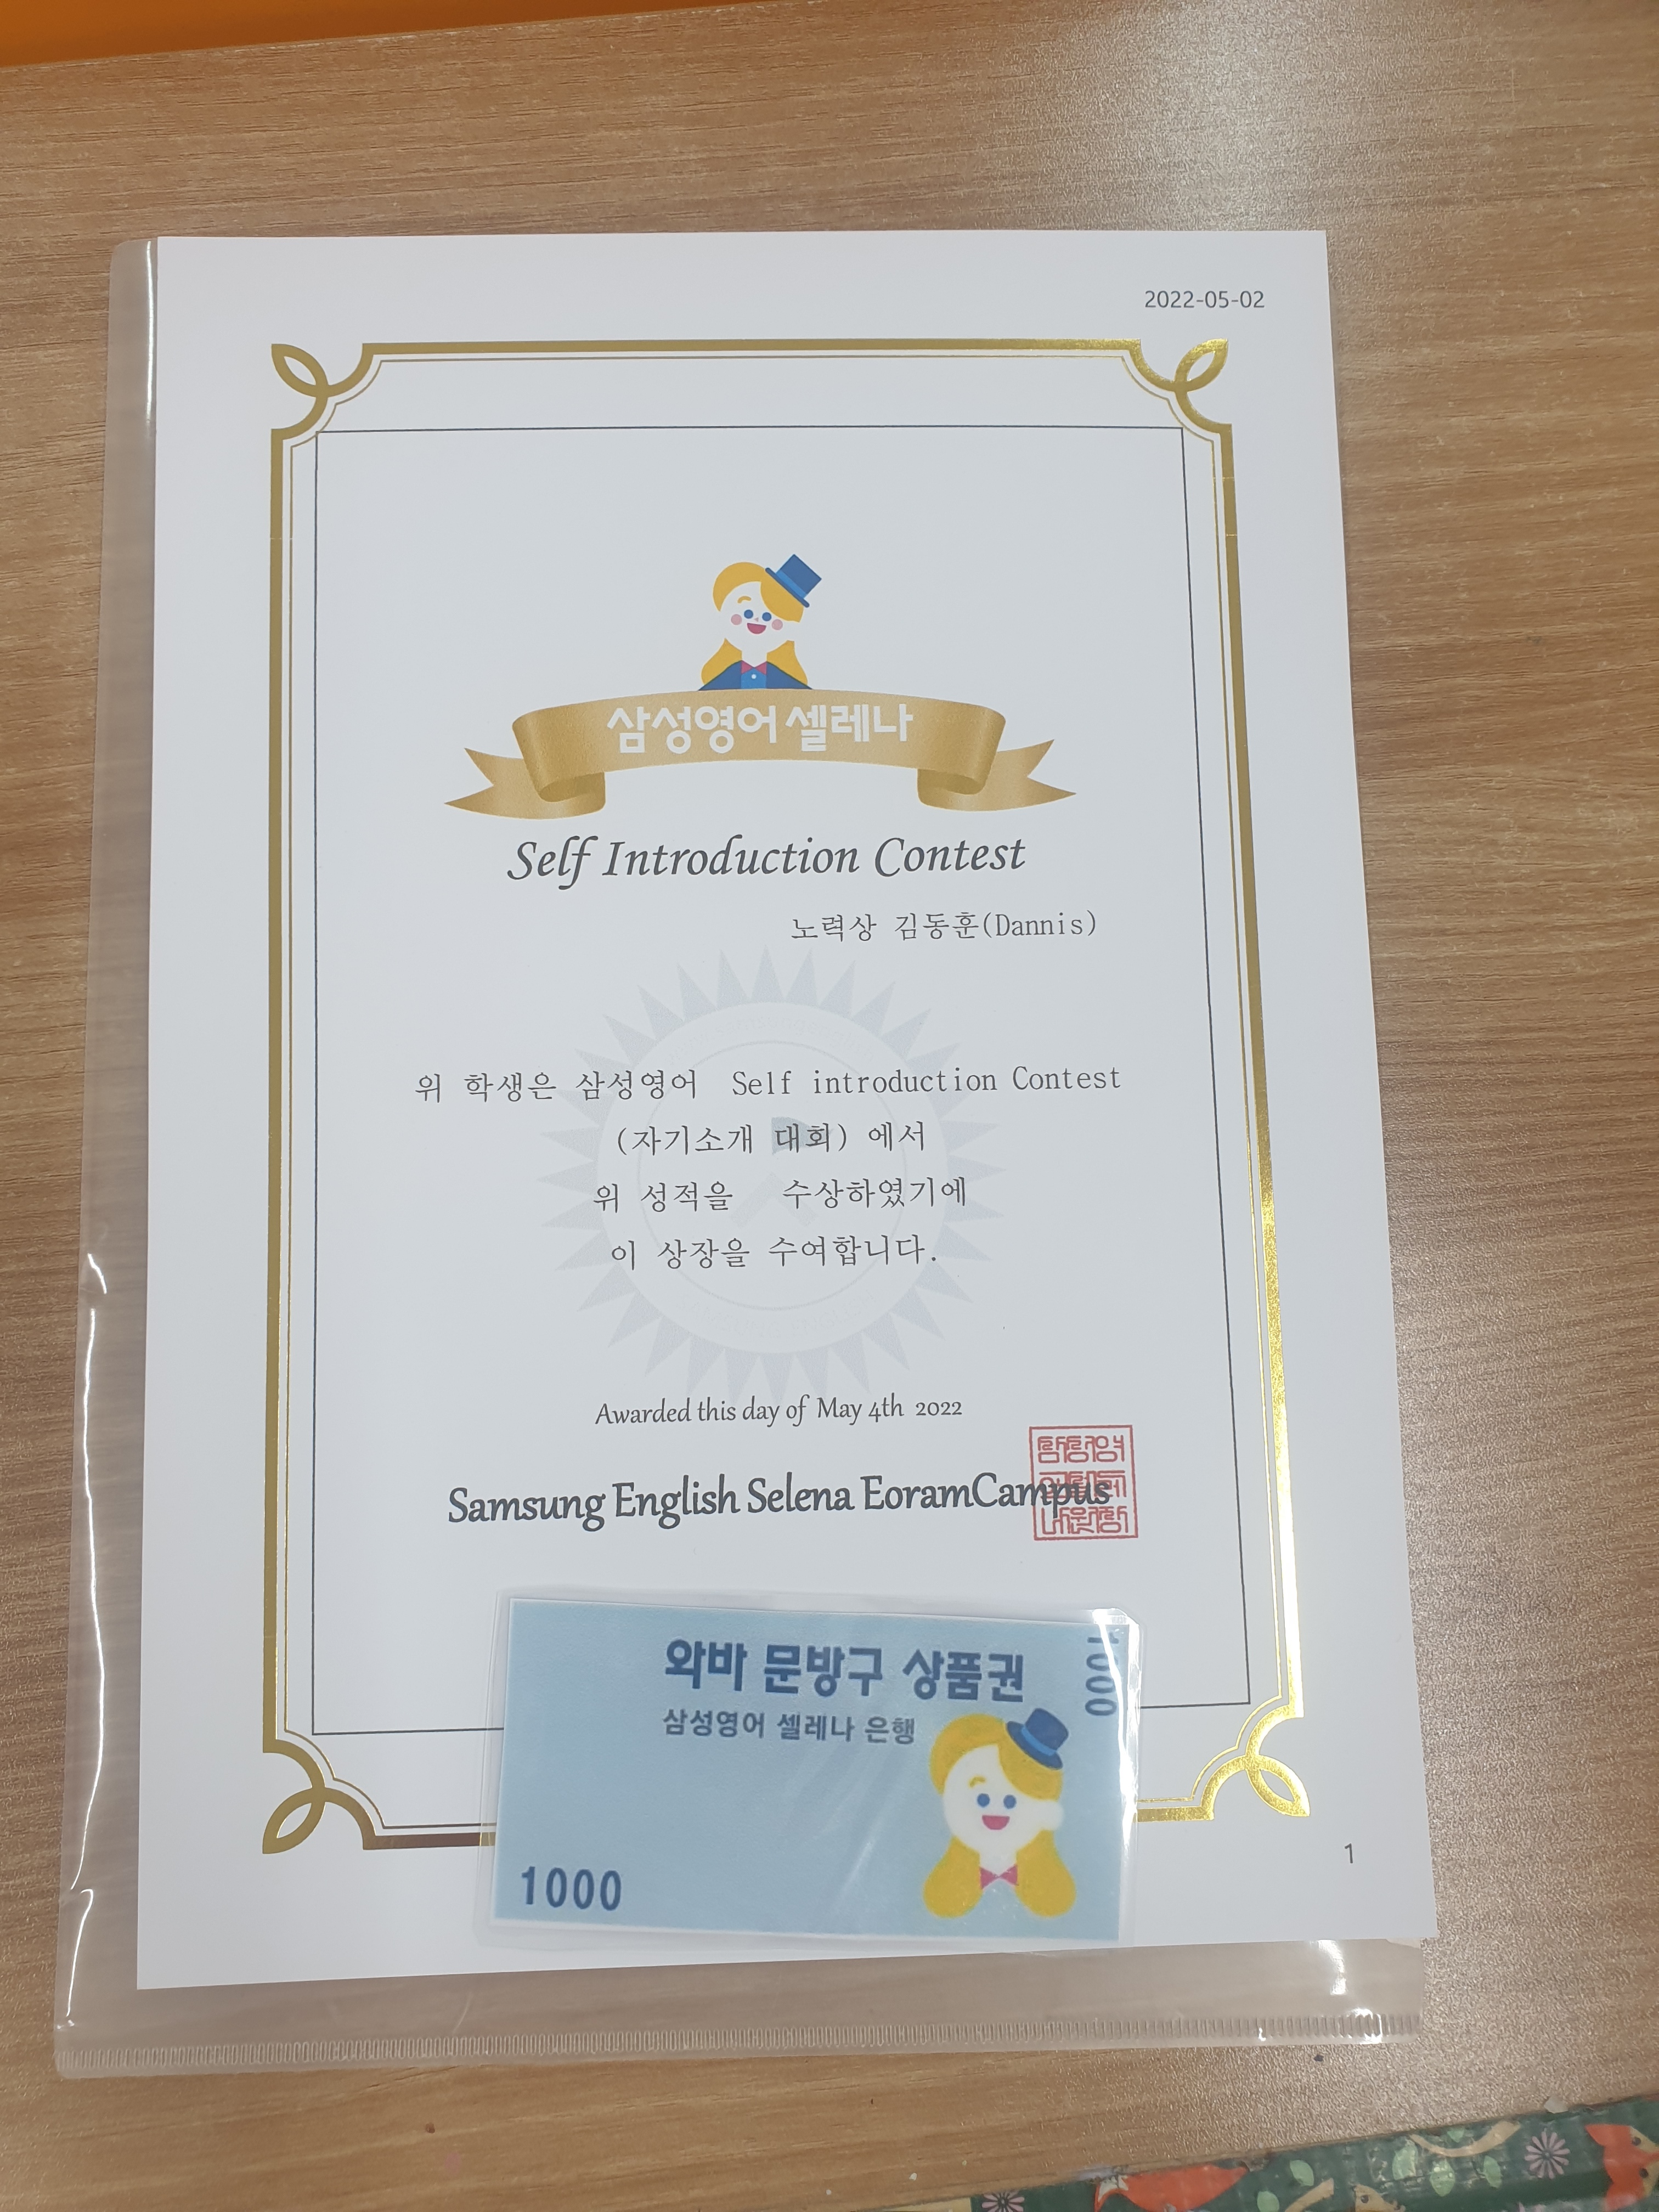 2022-05-02
삼성영어 셀레나
Self Introduction Contest
노력상 김동훈(Dannis)
위 학생은 삼성영어 Self introduction Contest
(자기소개 대회) 에서
위 성적을 수상하였기에
이 상장을 수여합니다.
Awarded this day of May 4th 2022
Samsung English Selena EoramCampus
와바 문방구 상품권
1000
삼성영어 셀레나 은행
1000
1